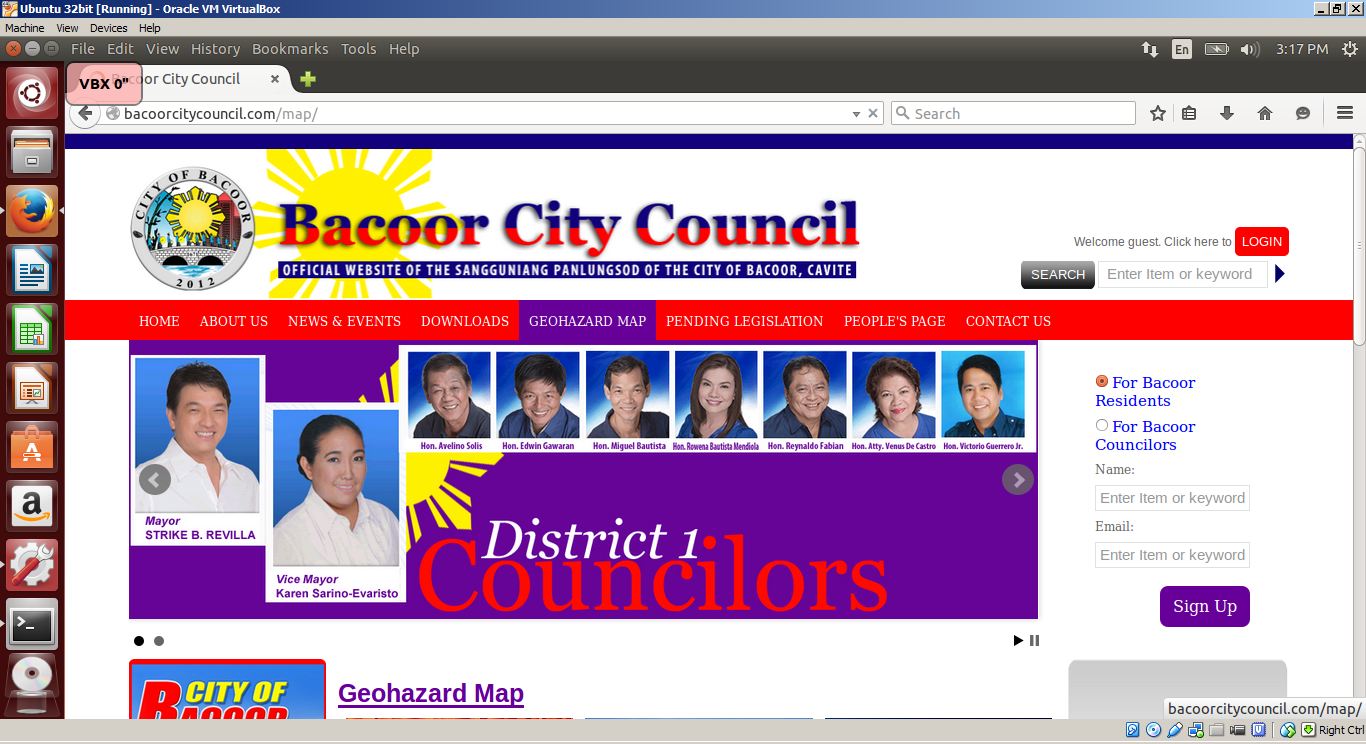 Ubuntu 32bit [Running] - Oracle VM VirtualBox
Machine View Devices Help
File Edit View History Bookmarks Tools Help
En
3:17 PM
VBX 0"
Bacoor City Council
bacoorcitycouncil.com/map/
Search
CITY OF BACOOR
2012
Bacoor City Council
OFFICIAL WEBSITE OF THE SANGGUNIANG PANLUNGSOD OF THE CITY OF BACOOR, CAVITE
Welcome guest. Click here to LOGIN
SEARCH Enter Item or keyword
HOME ABOUT US NEWS & EVENTS DOWNLOADS GEOHAZARD MAP PENDING LEGISLATION PEOPLE'S PAGE CONTACT US
Hon. Avelino Solis Hon. Edwin Gawaran Hon. Miguel Bautista Hon. Rowena Bautista Mendiola Hon. Reynaldo Fabian Hon. Atty. Venus De Castro Hon. Victorio Guerrero Jr.
Mayor
STRIKE B. REVILLA
Vice Mayor
Karen Sarino-Evaristo
District 1
Councilors
For Bacoor
Residents
For Bacoor
Councilors
Name:
Enter Item or keyword
Email:
Enter Item or keyword
Sign Up
CITY OF
BACOOR
Geohazard Map
bacoorcitycouncil.com/map/
Right Ctrl